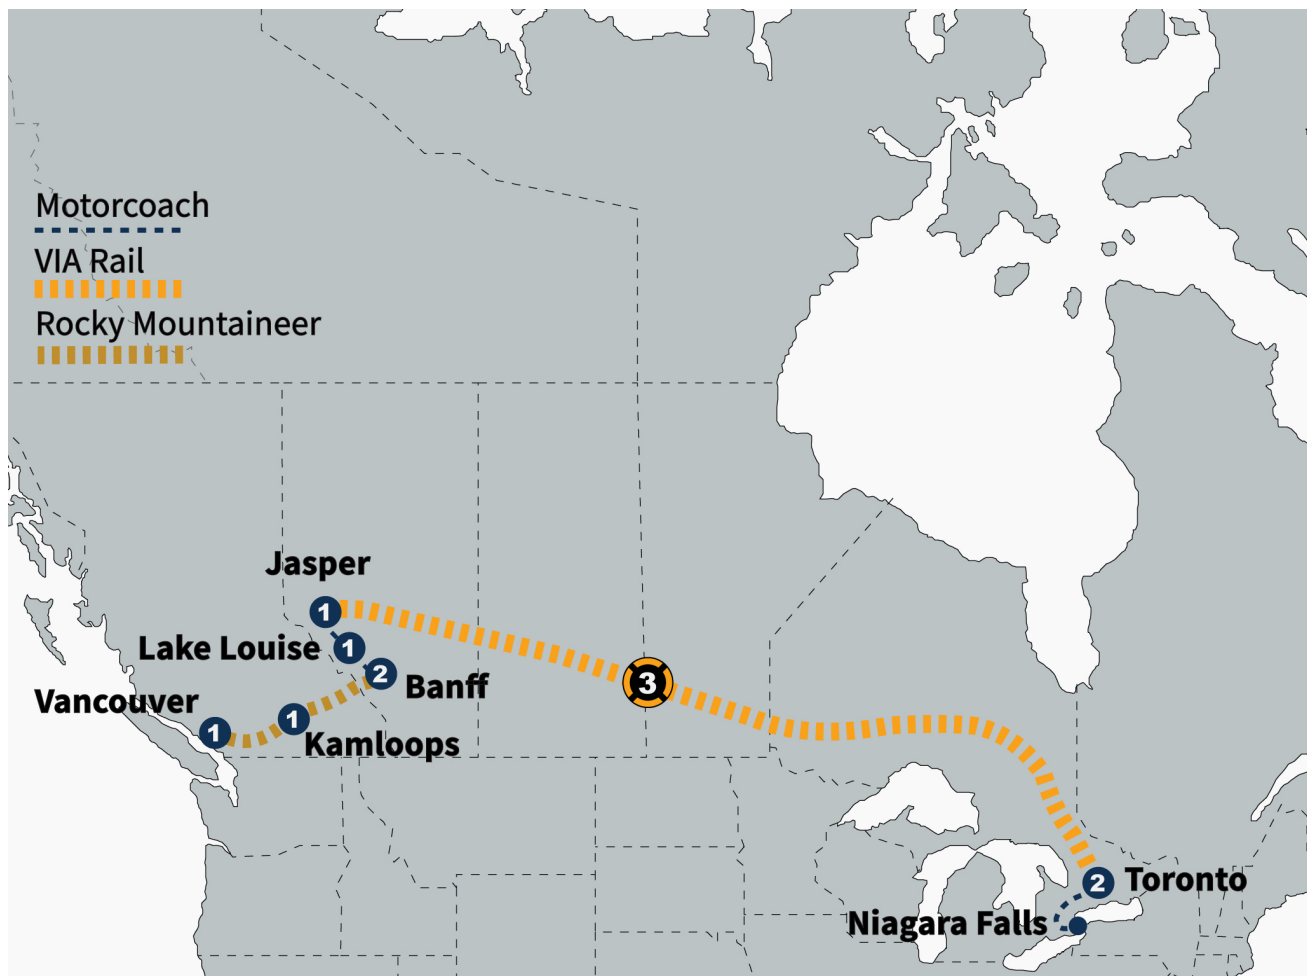 Motorcoach
VIA Rail
Rocky Mountaineer
Jasper
1
Lake Louise
1
2
Banff
3
Vancouver
1
1
Kamloops
2
Toronto
Niagara Falls